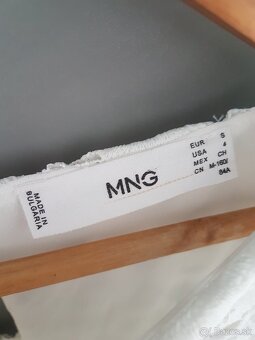 MADE IN
BULGARIA
MNG
EUR S
USA 4
MEX CH
CN M-160/
84A